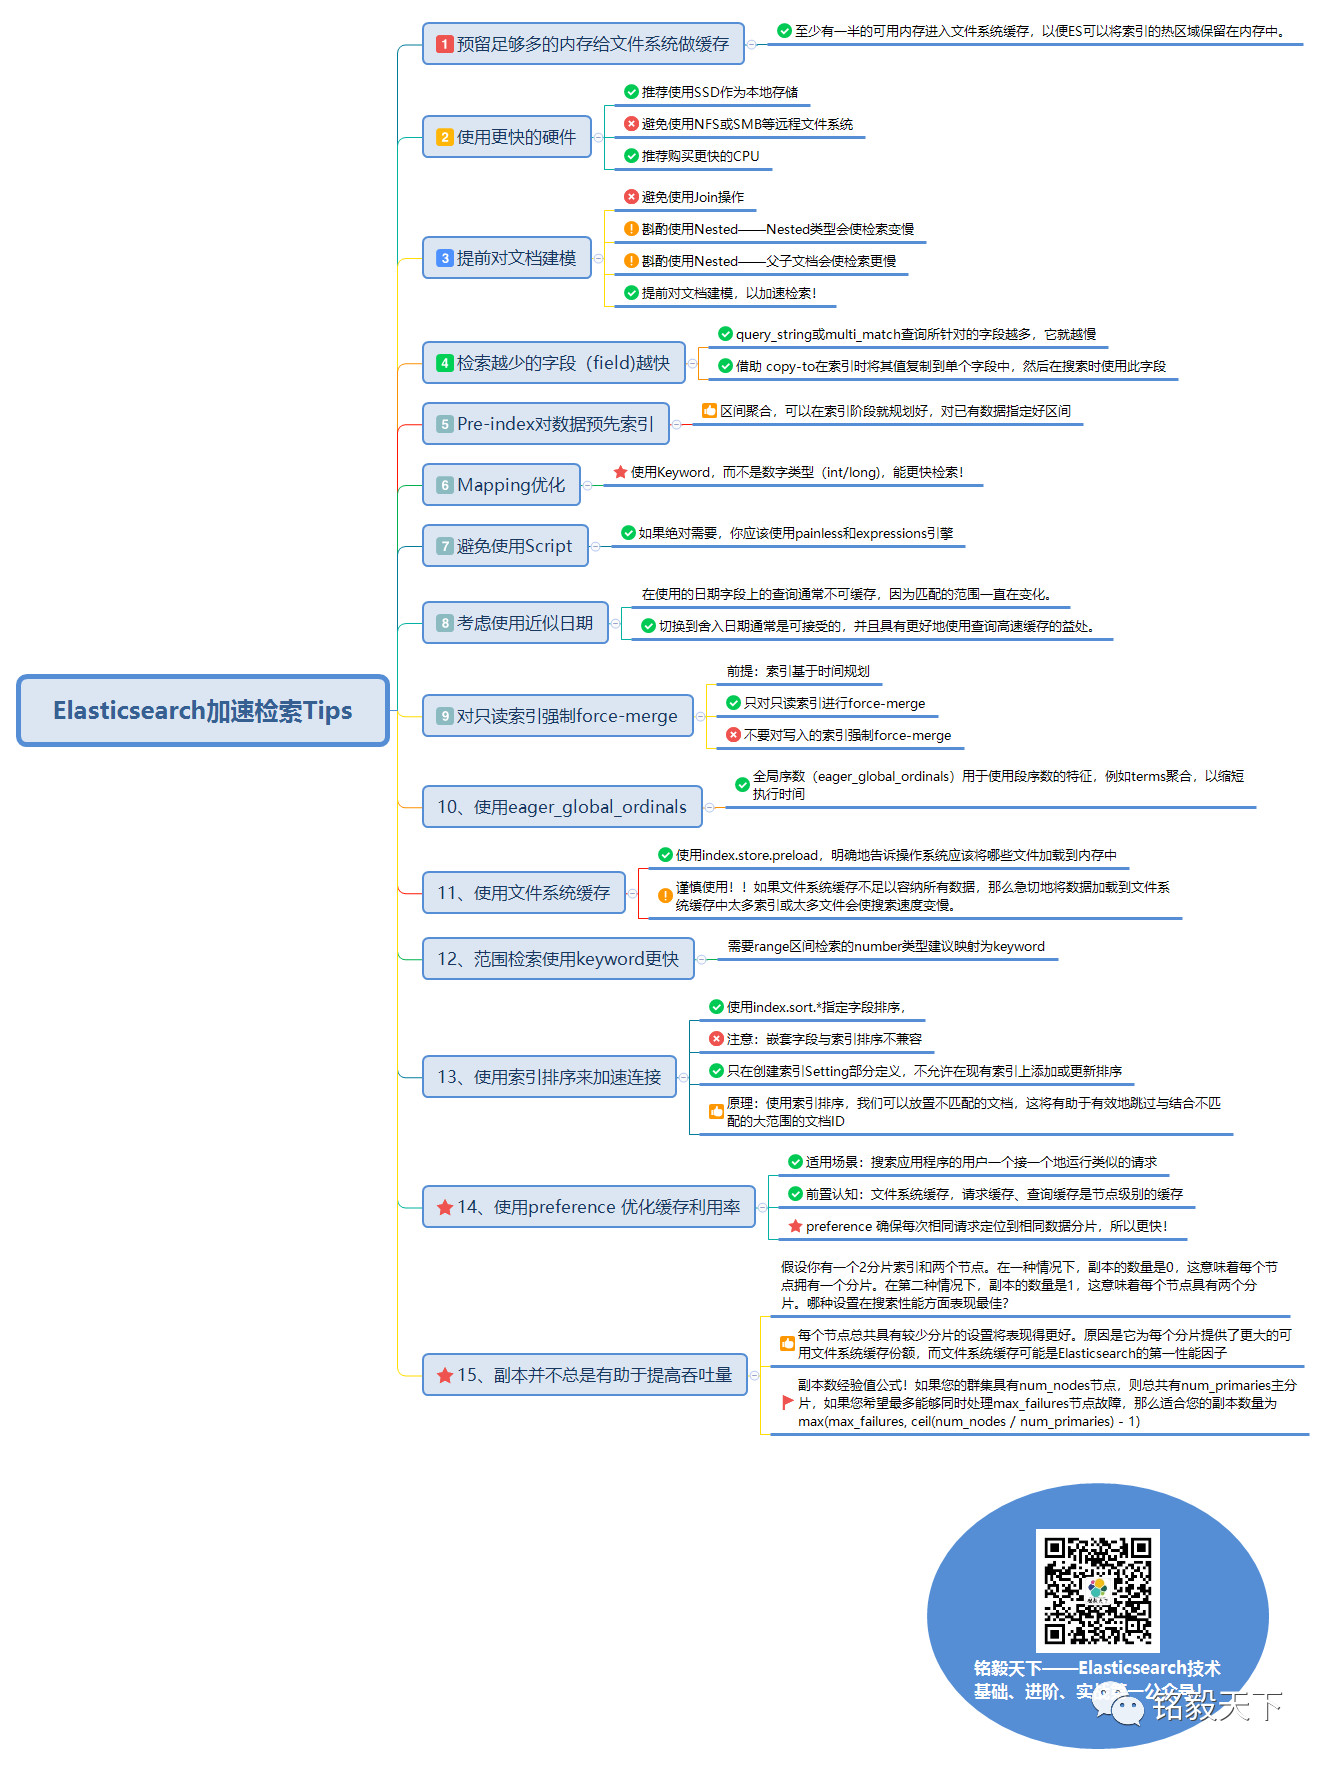 Elasticsearch加速检索Tips
1 预留足够多的内存给文件系统做缓存
至少有一半的可用内存进入文件系统缓存，以便ES可以将索引的热区域保留在内存中。
2 使用更快的硬件
推荐使用SSD作为本地存储
避免使用NFS或SMB等远程文件系统
推荐购买更快的CPU
3 提前对文档建模
避免使用Join操作
斟酌使用Nested——Nested类型会使检索变慢
斟酌使用Nested——父子文档会使检索更慢
提前对文档建模，以加速检索！
4 检索越少的字段（field)越快
query_string或multi_match查询所针对的字段越多，它就越慢
借助 copy-to在索引时将其值复制到单个字段中，然后在搜索时使用此字段
5 Pre-index对数据预先索引
区间聚合，可以在索引阶段就规划好，对已有数据指定好区间
6 Mapping优化
使用Keyword，而不是数字类型（int/long)，能更快检索！
7 避免使用Script
如果绝对需要，你应该使用painless和expressions引擎
8 考虑使用近似日期
在使用的日期字段上的查询通常不可缓存，因为匹配的范围一直在变化。
切换到舍入日期通常是可接受的，并且具有更好地使用查询高速缓存的益处。
9 对只读索引强制force-merge
前提：索引基于时间规划
只对只读索引进行force-merge
不要对写入的索引强制force-merge
10、使用eager_global_ordinals
全局序数（eager_global_ordinals）用于使用段序数的特征，例如terms聚合，以缩短
执行时间
11、使用文件系统缓存
使用index.store.preload，明确地告诉操作系统应该将哪些文件加载到内存中
谨慎使用！！如果文件系统缓存不足以容纳所有数据，那么急切地将数据加载到文件系
统缓存中太多索引或太多文件会使搜索速度变慢。
12、范围检索使用keyword更快
需要range区间检索的number类型建议映射为keyword
13、使用索引排序来加速连接
使用index.sort.*指定字段排序，
注意：嵌套字段与索引排序不兼容
只在创建索引Setting部分定义，不允许在现有索引上添加或更新排序
原理：使用索引排序，我们可以放置不匹配的文档，这将有助于有效地跳过与结合不匹
配的大范围的文档ID
14、使用preference 优化缓存利用率
适用场景：搜索应用程序的用户一个接一个地运行类似的请求
前置认知：文件系统缓存，请求缓存、查询缓存是节点级别的缓存
preference 确保每次相同请求定位到相同数据分片，所以更快！
15、副本并不总是有助于提高吞吐量
假设你有一个2分片索引和两个节点。在一种情况下，副本的数量是0，这意味着每个节
点拥有一个分片。在第二种情况下，副本的数量是1，这意味着每个节点具有两个分
片。哪种设置在搜索性能方面表现最佳？
每个节点总共具有较少分片的设置将表现得更好。原因是它为每个分片提供了更大的可
用文件系统缓存份额，而文件系统缓存可能是Elasticsearch的第一性能因子
副本数经验值公式！如果您的群集具有num_nodes节点，则总共有num_primaries主分
片，如果您希望最多能够同时处理max_failures节点故障，那么适合您的副本数量为
max(max_failures, ceil(num_nodes / num_primaries) - 1)
铭毅天下——Elasticsearch技术
基础、进阶、实
铭毅天下